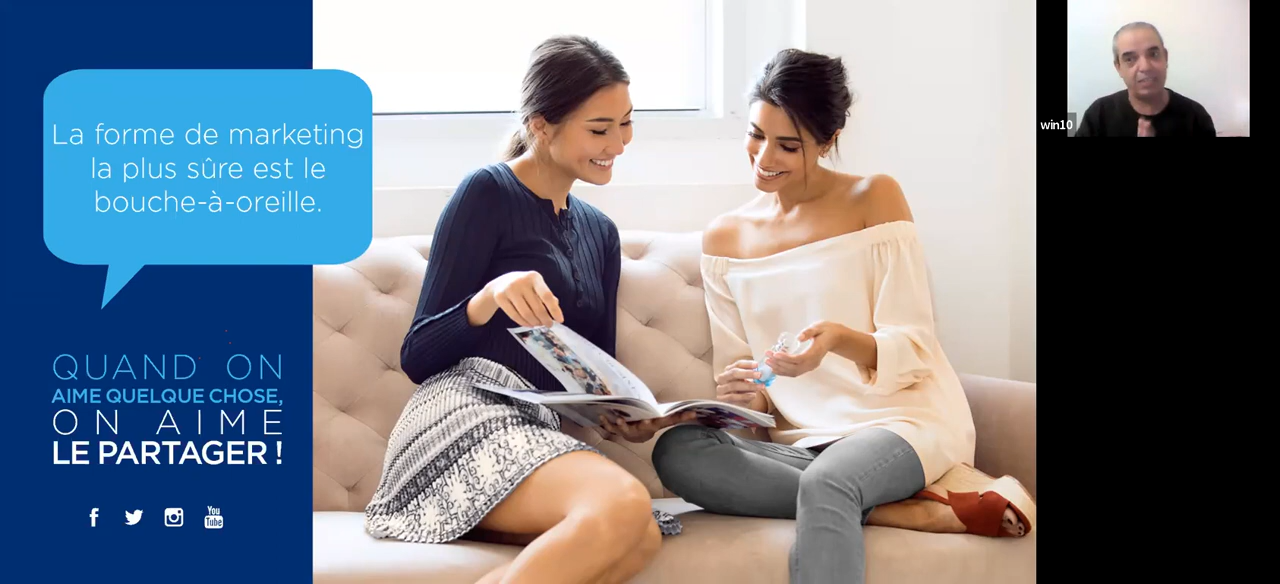 La forme de marketing
la plus sûre est le
bouche-à-oreille.
QUAND ON
AIME QUELQUE CHOSE,
ON AIME
LE PARTAGER !
f
You
Tube
win10